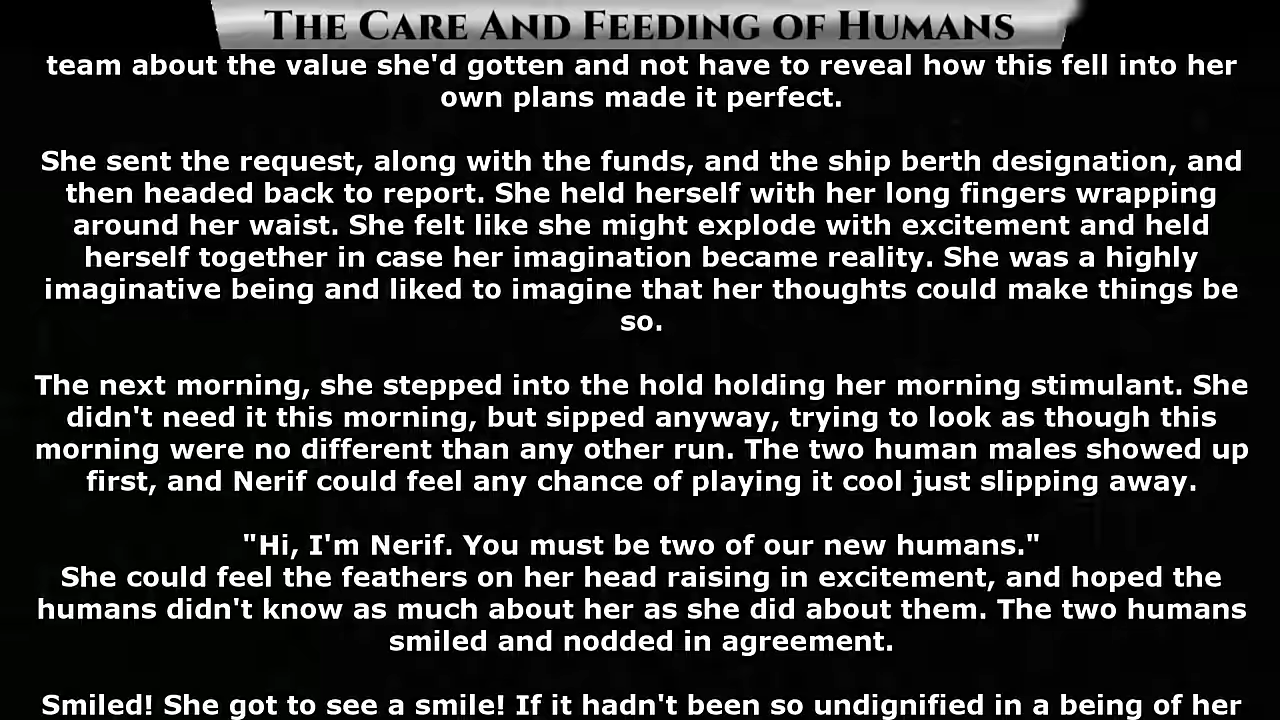 The Care And Feeding of Humans
team about the value she'd gotten and not have to reveal how this fell into her
own plans made it perfect.
She sent the request, along with the funds, and the ship berth designation, and
then headed back to report. She held herself with her long fingers wrapping
around her waist. She felt like she might explode with excitement and held
herself together in case her imagination became reality. She was a highly
imaginative being and liked to imagine that her thoughts could make things be
so.
The next morning, she stepped into the hold holding her morning stimulant. She
didn't need it this morning, but sipped anyway, trying to look as though this
morning were no different than any other run. The two human males showed up
first, and Nerif could feel any chance of playing it cool just slipping away.
"Hi, I'm Nerif. You must be two of our new humans."
She could feel the feathers on her head raising in excitement, and hoped the
humans didn't know as much about her as she did about them. The two humans
smiled and nodded in agreement.
Smiled! She got to see a smile! If it hadn't been so undignified in a being of her